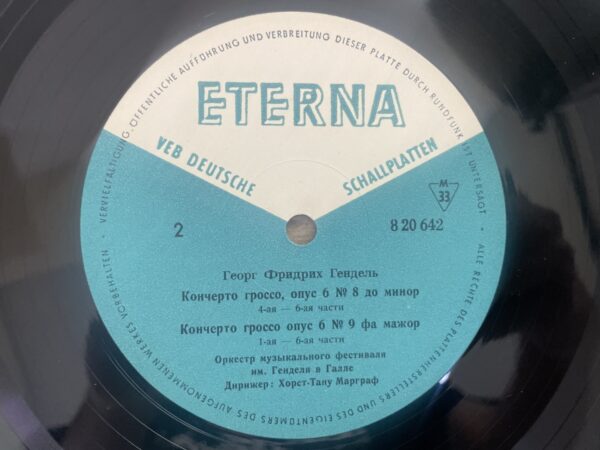 VERVIELFÄLTIGUNG, ÖFFENTLICHE AUFFÜHRUNG UND VERBREITUNG DIESER PLATTE DURCH RUNDFUNK IST UNTERSAGT · ALLE RECHTE DES PLATTENHERSTELLERS UND DES EIGENTÜMERS DES AUFGENOMMENEN WERKES VORBEHALTEN ·
ETERNA
VEB DEUTSCHE SCHALLPLATTEN
M
33
2
8 20 642
Георг Фридрих Гендель
Кончерто гроссо, опус 6 № 8 до минор
4-ая — 6-ая части
Кончерто гроссо опус 6 № 9 фа мажор
1-ая — 6-ая части
Оркестр музыкального фестиваля
им. Генделя в Галле
Дирижер: Хорст-Тану Марграф